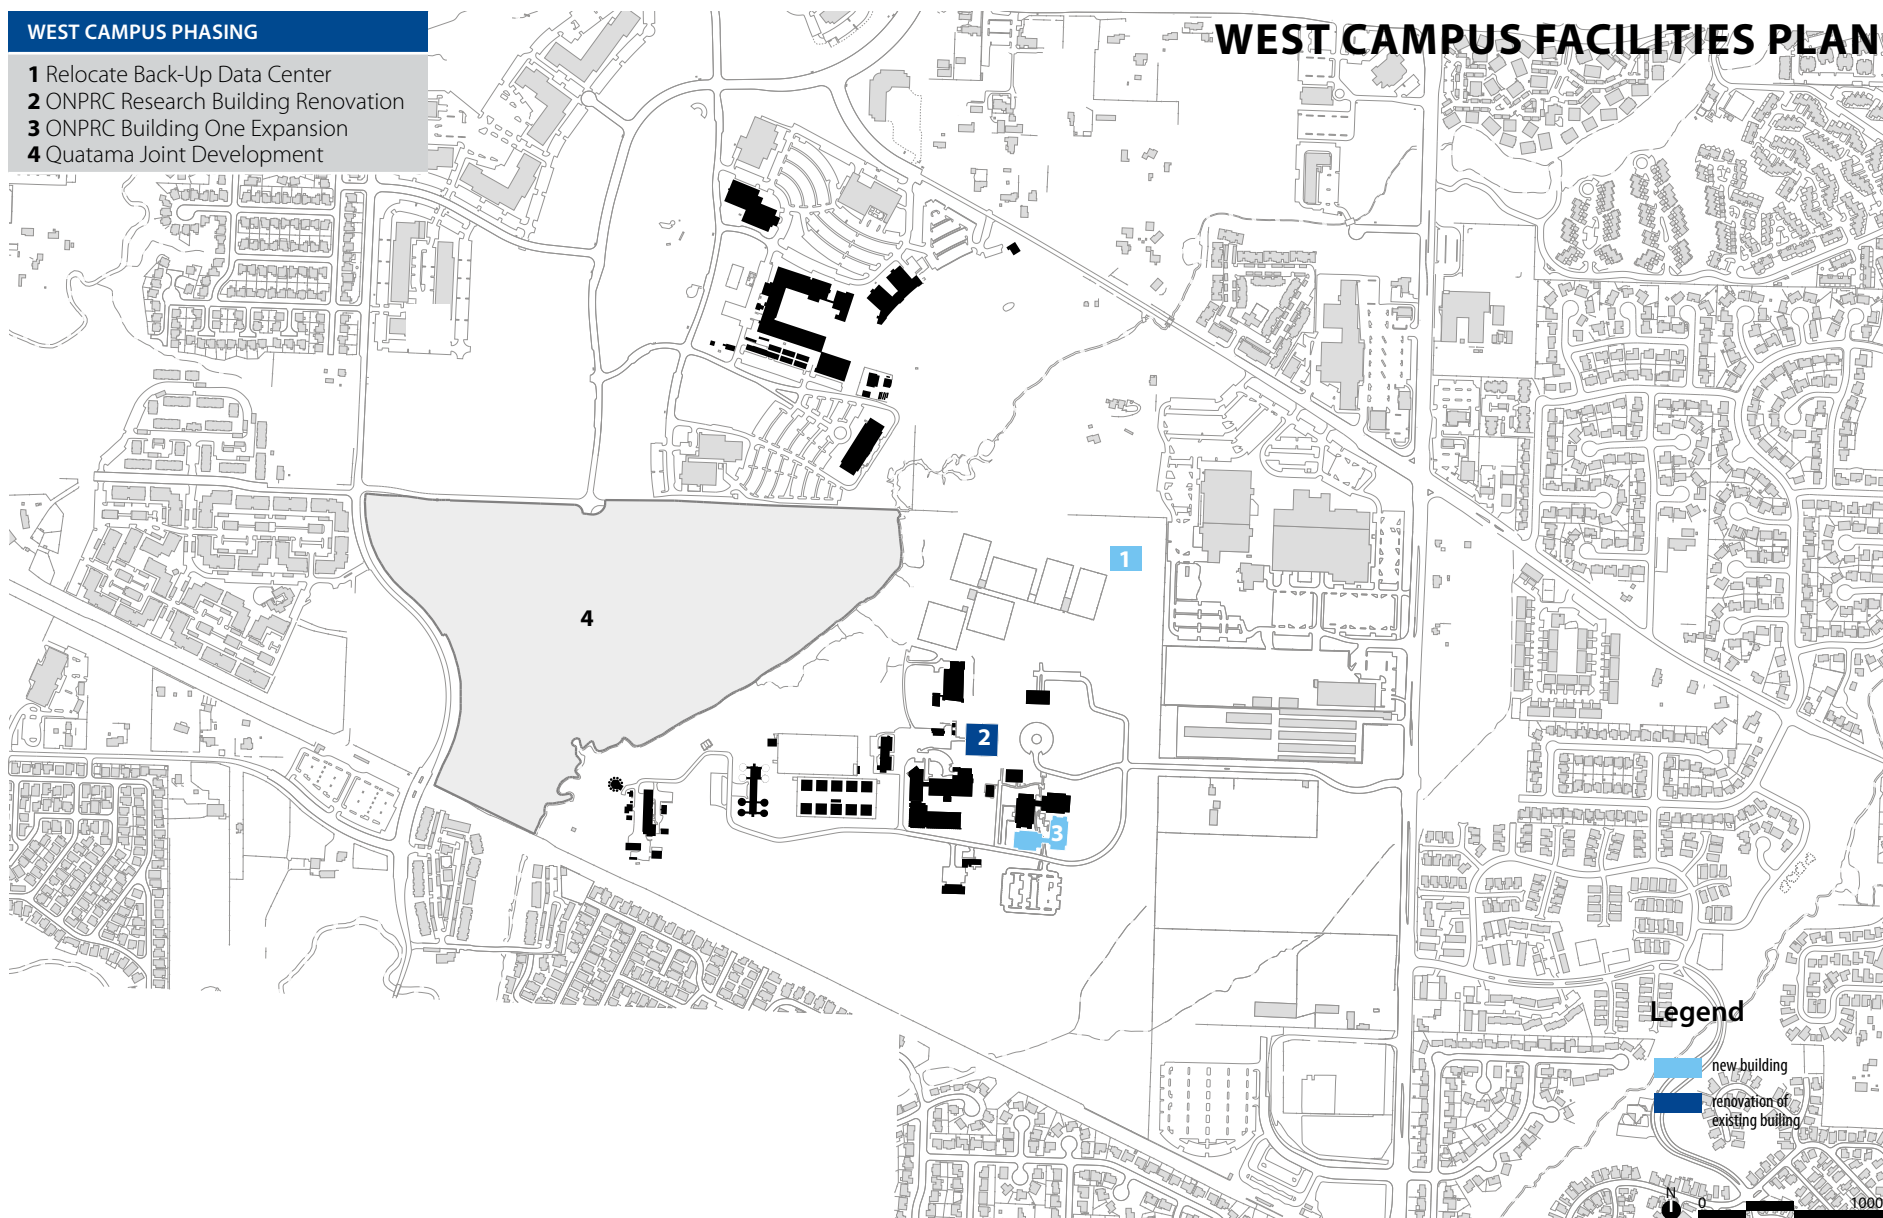 WEST CAMPUS PHASING
1 Relocate Back-Up Data Center
2 ONPRC Research Building Renovation
3 ONPRC Building One Expansion
4 Quatama Joint Development
WEST CAMPUS FACILITIES PLAN
1
4
2
3
Legend
new building
renovation of
existing builing
N
0
1000